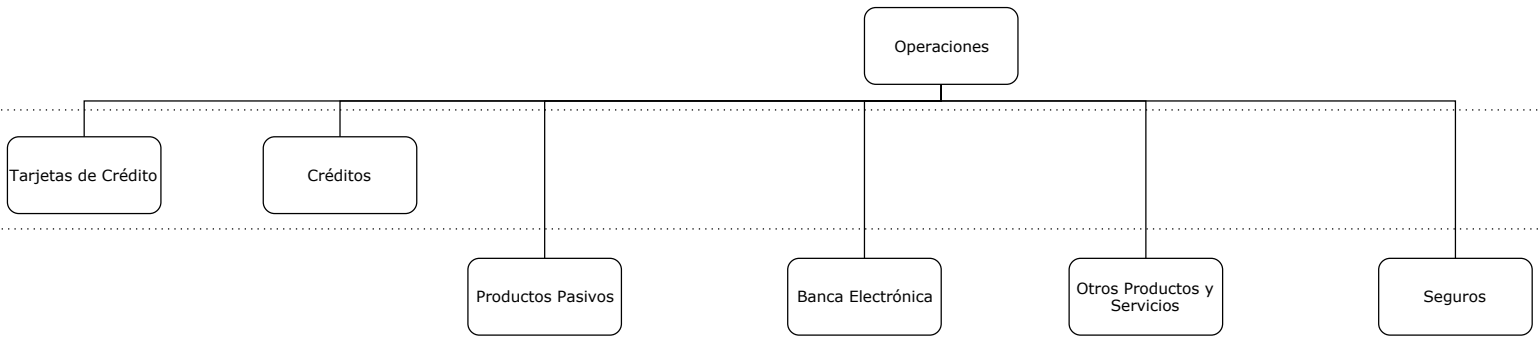 Operaciones
Tarjetas de Crédito
Créditos
Productos Pasivos
Banca Electrónica
Otros Productos y
Servicios
Seguros